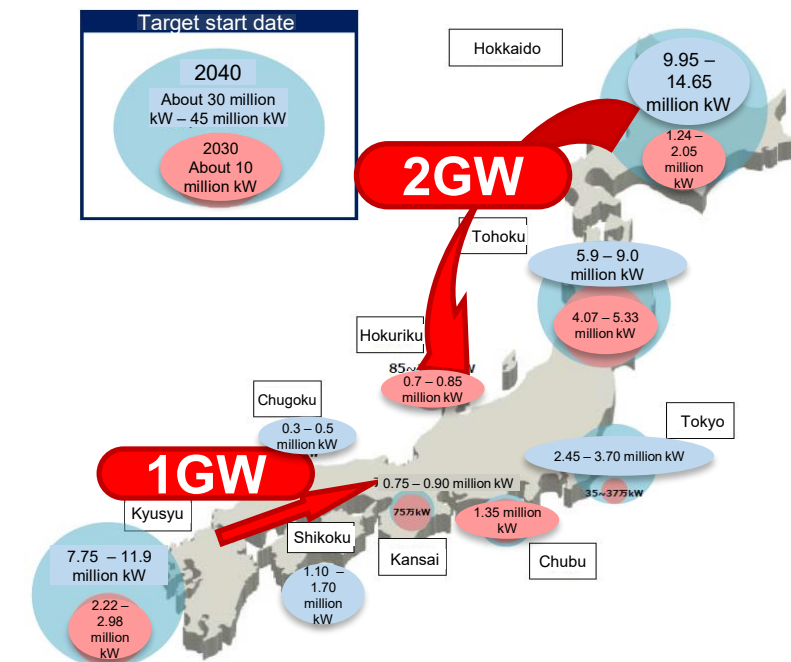 Target start date
2040
About 30 million
kW – 45 million kW
2030
About 10
million kW
Hokkaido
9.95 –
14.65
million kW
1.24 –
2.05
million
kW
2GW
Tohoku
5.9 – 9.0
million kW
4.07 – 5.33
million kW
Hokuriku
85~
W
0.7 – 0.85
million kW
Chugoku
0.3 – 0.5
million kW
Tokyo
2.45 – 3.70 million kW
35~37万kW
1GW
0.75 – 0.90 million kW
75万kW
1.35 million
kW
Kyusyu
Shikoku
Kansai
Chubu
7.75 – 11.9
million kW
2.22 –
2.98
million
kW
1.10 –
1.70
million
kW